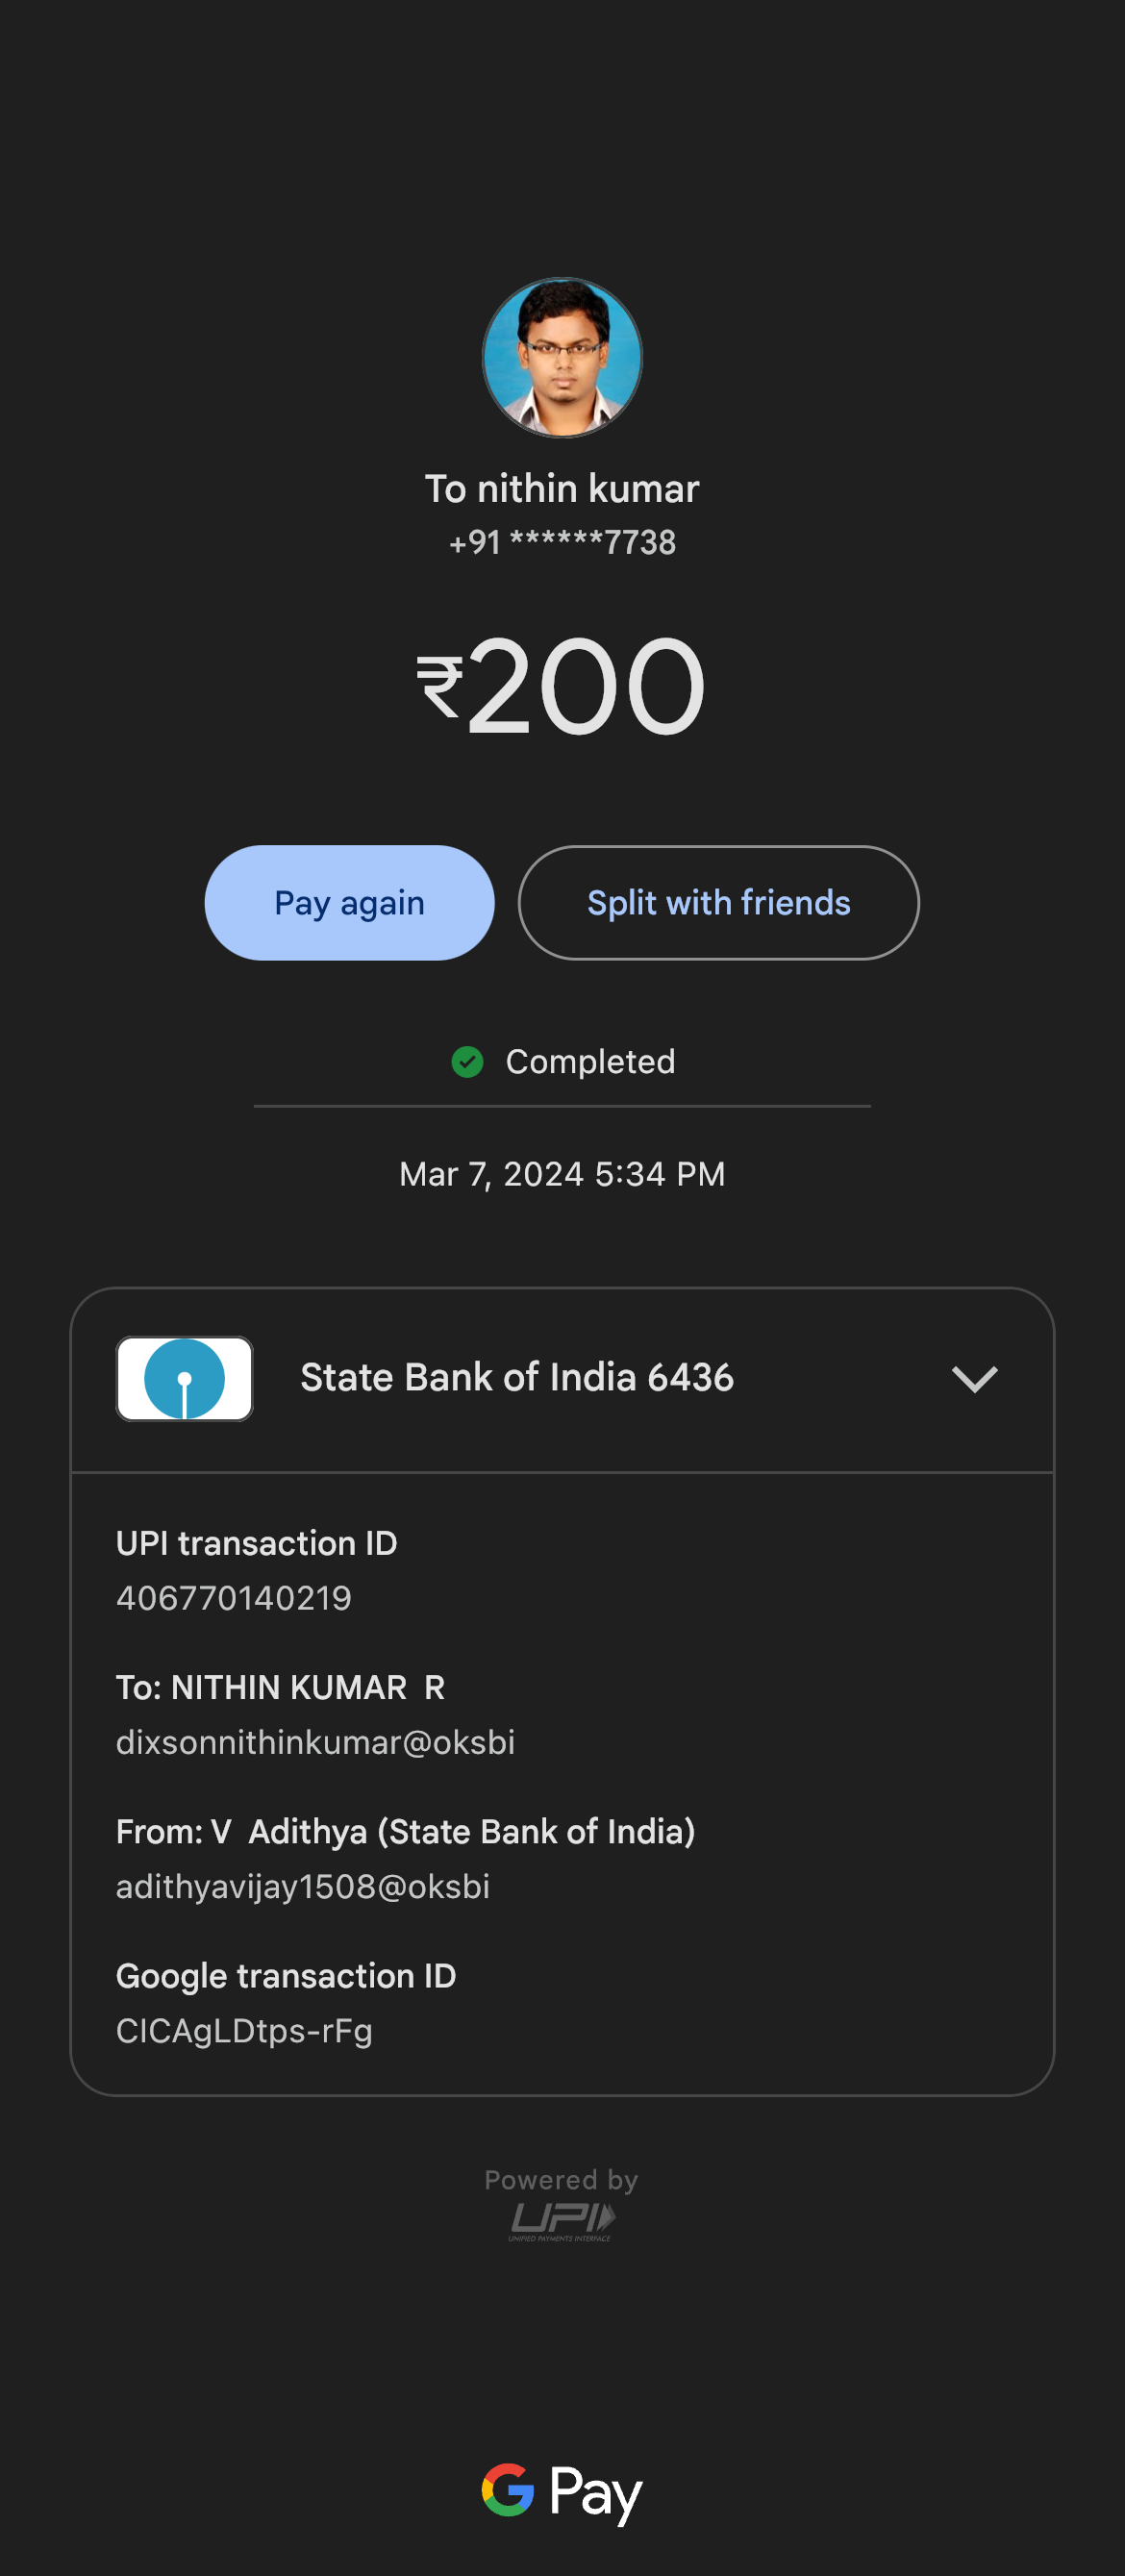 To nithin kumar
+91 ******7738
₹200
Pay again
Split with friends
Completed
Mar 7, 2024 5:34 PM
State Bank of India 6436
UPI transaction ID
406770140219
To: NITHIN KUMAR  R
dixsonnithinkumar@oksbi
From: V  Adithya (State Bank of India)
adithyavijay1508@oksbi
Google transaction ID
CICAgLDtps-rFg
Powered by
UPI
UNIFIED PAYMENTS INTERFACE
G Pay